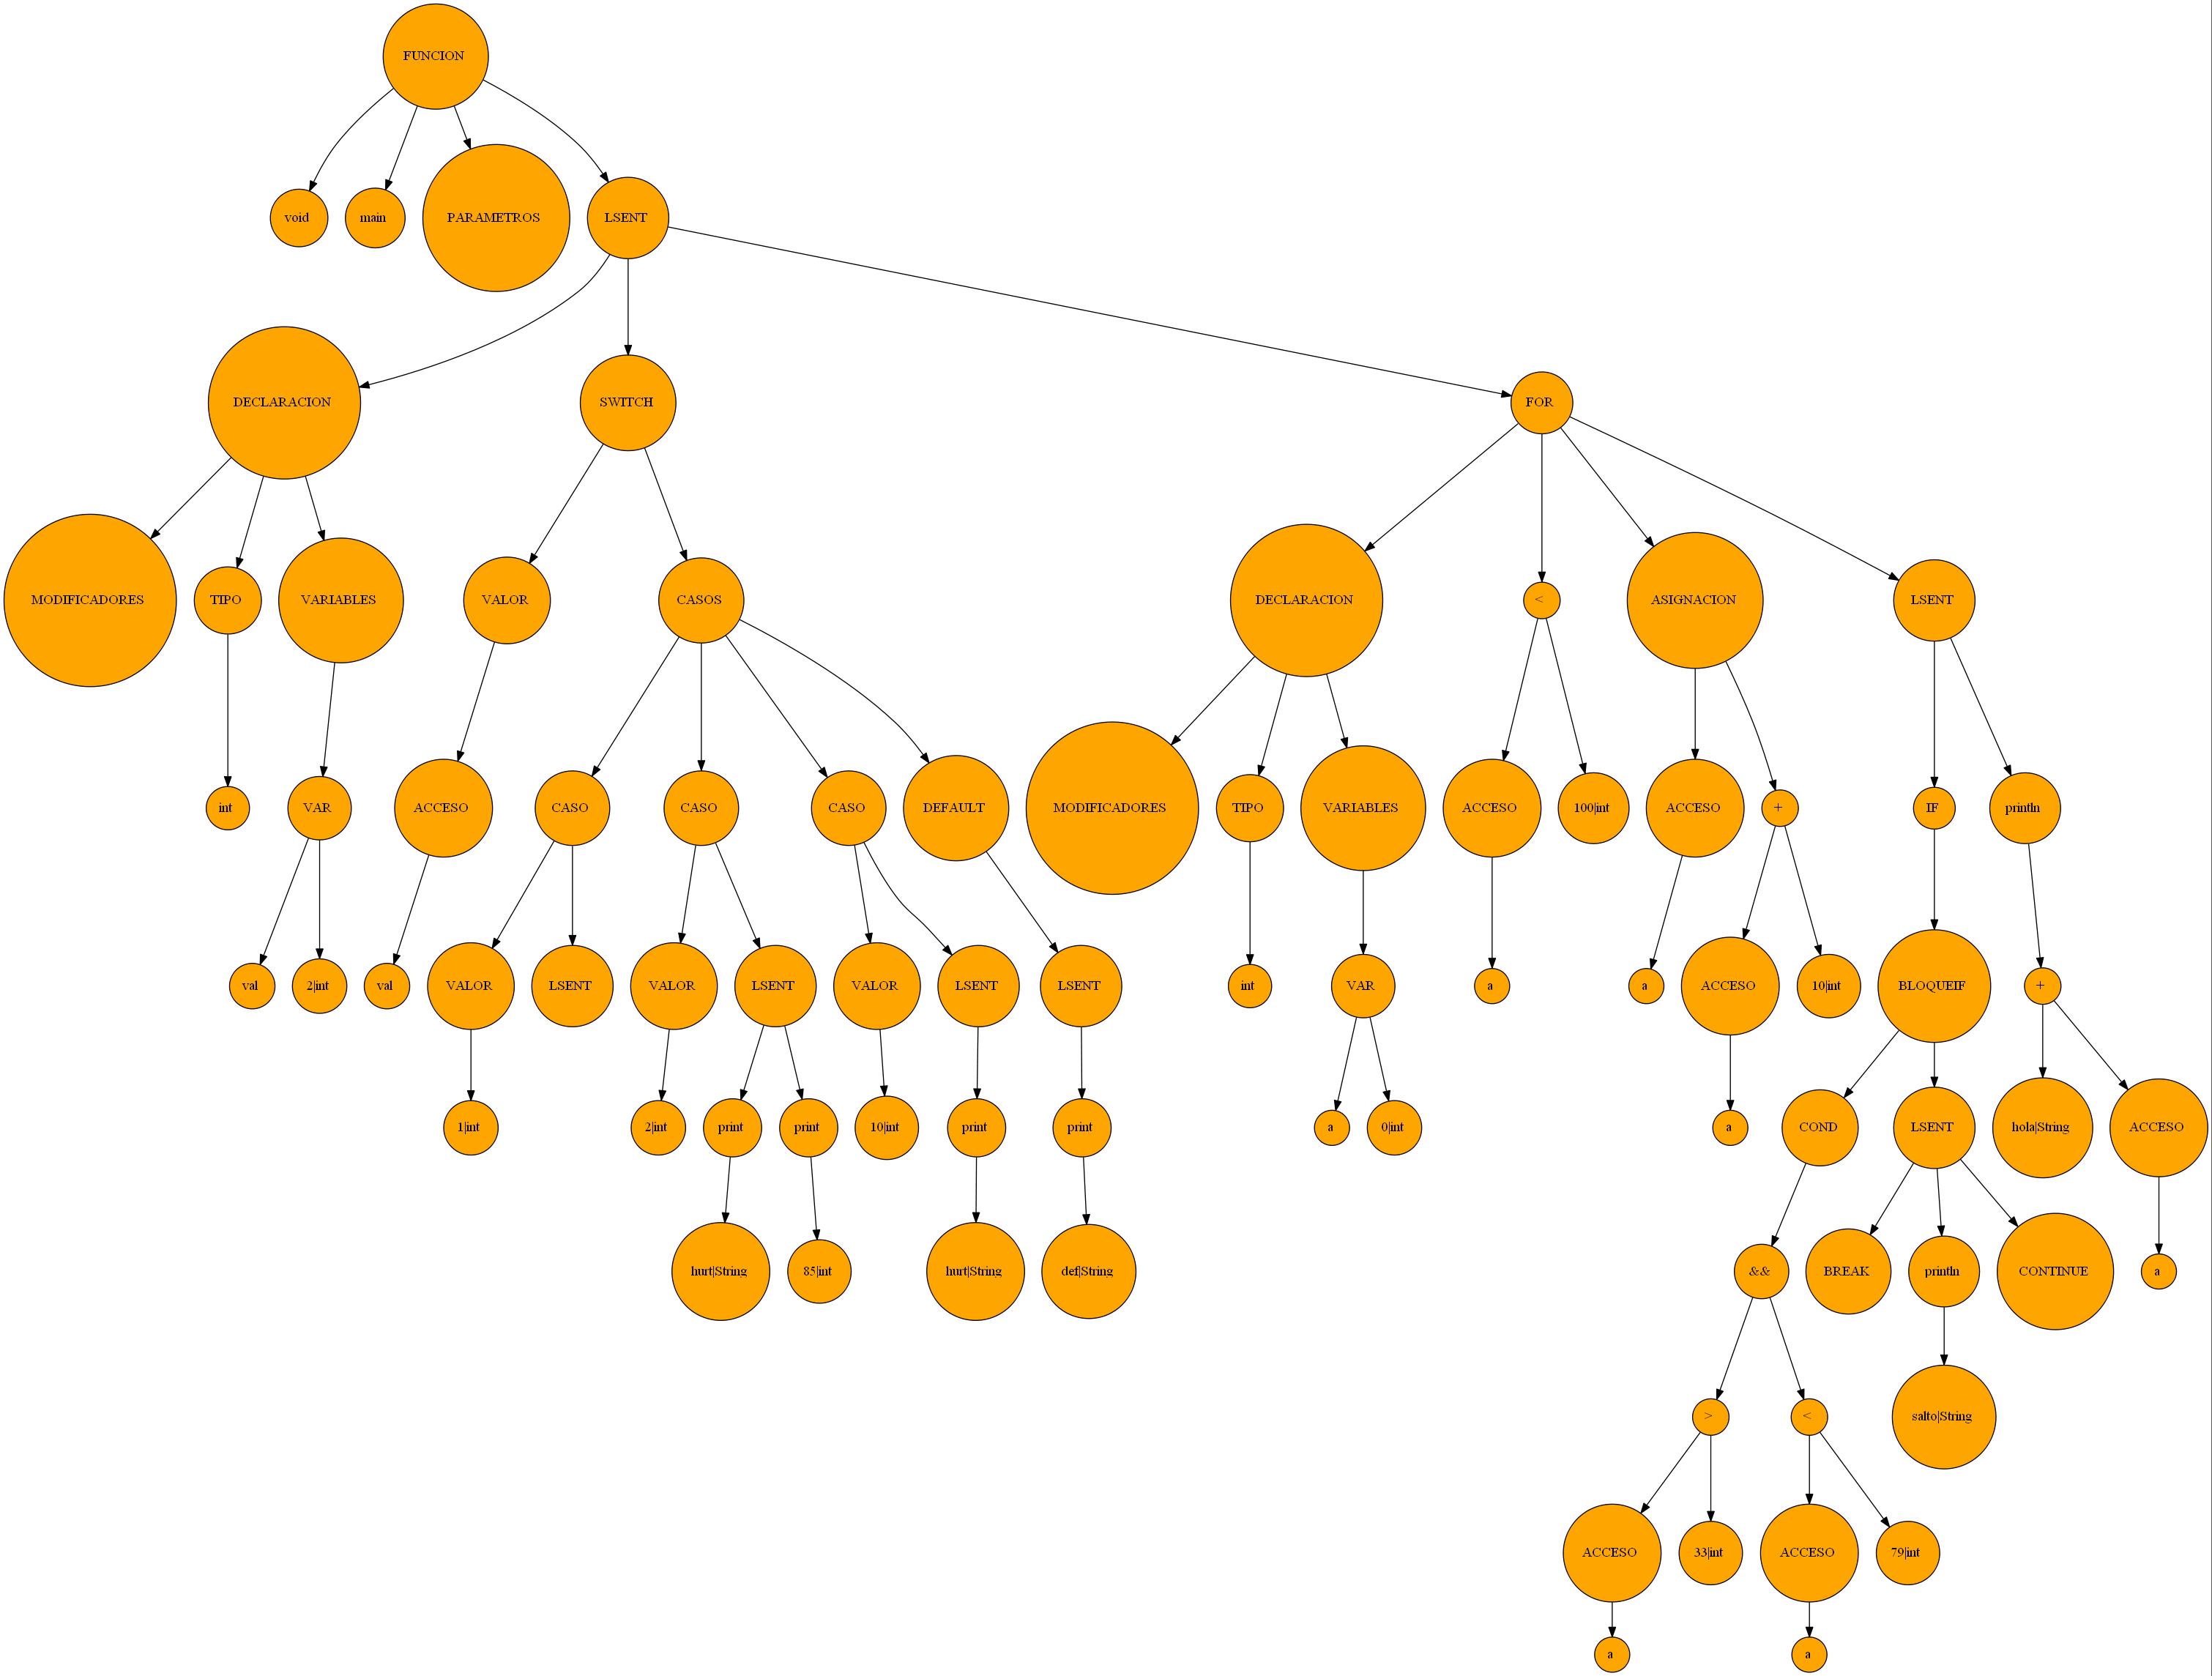 FUNCION
void
main
PARAMETROS
LSENT
DECLARACION
SWITCH
FOR
MODIFICADORES
TIPO
VARIABLES
VALOR
CASOS
DECLARACION
<
ASIGNACION
LSENT
int
VAR
ACCESO
CASO
CASO
CASO
DEFAULT
MODIFICADORES
TIPO
VARIABLES
ACCESO
100|int
ACCESO
+
IF
println
val
2|int
val
VALOR
LSENT
VALOR
LSENT
VALOR
LSENT
LSENT
int
VAR
a
a
ACCESO
10|int
BLOQUEIF
+
1|int
2|int
print
print
10|int
print
print
a
0|int
a
COND
LSENT
hola|String
ACCESO
hurt|String
85|int
hurt|String
def|String
&&
BREAK
println
CONTINUE
a
>
<
salto|String
ACCESO
33|int
ACCESO
79|int
a
a